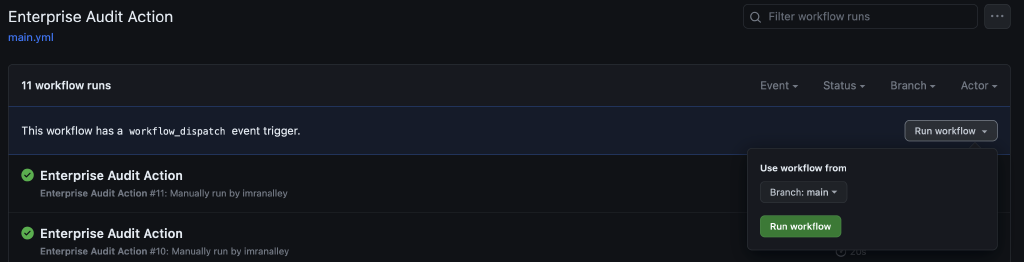 Enterprise Audit Action
Filter workflow runs
main.yml
11 workflow runs
Event
Status
Branch
Actor
This workflow has a workflow_dispatch event trigger.
Run workflow
Use workflow from
Branch: main
Run workflow
Enterprise Audit Action
Enterprise Audit Action #11: Manually run by imranalley
Enterprise Audit Action
Enterprise Audit Action #10: Manually run by imranalley